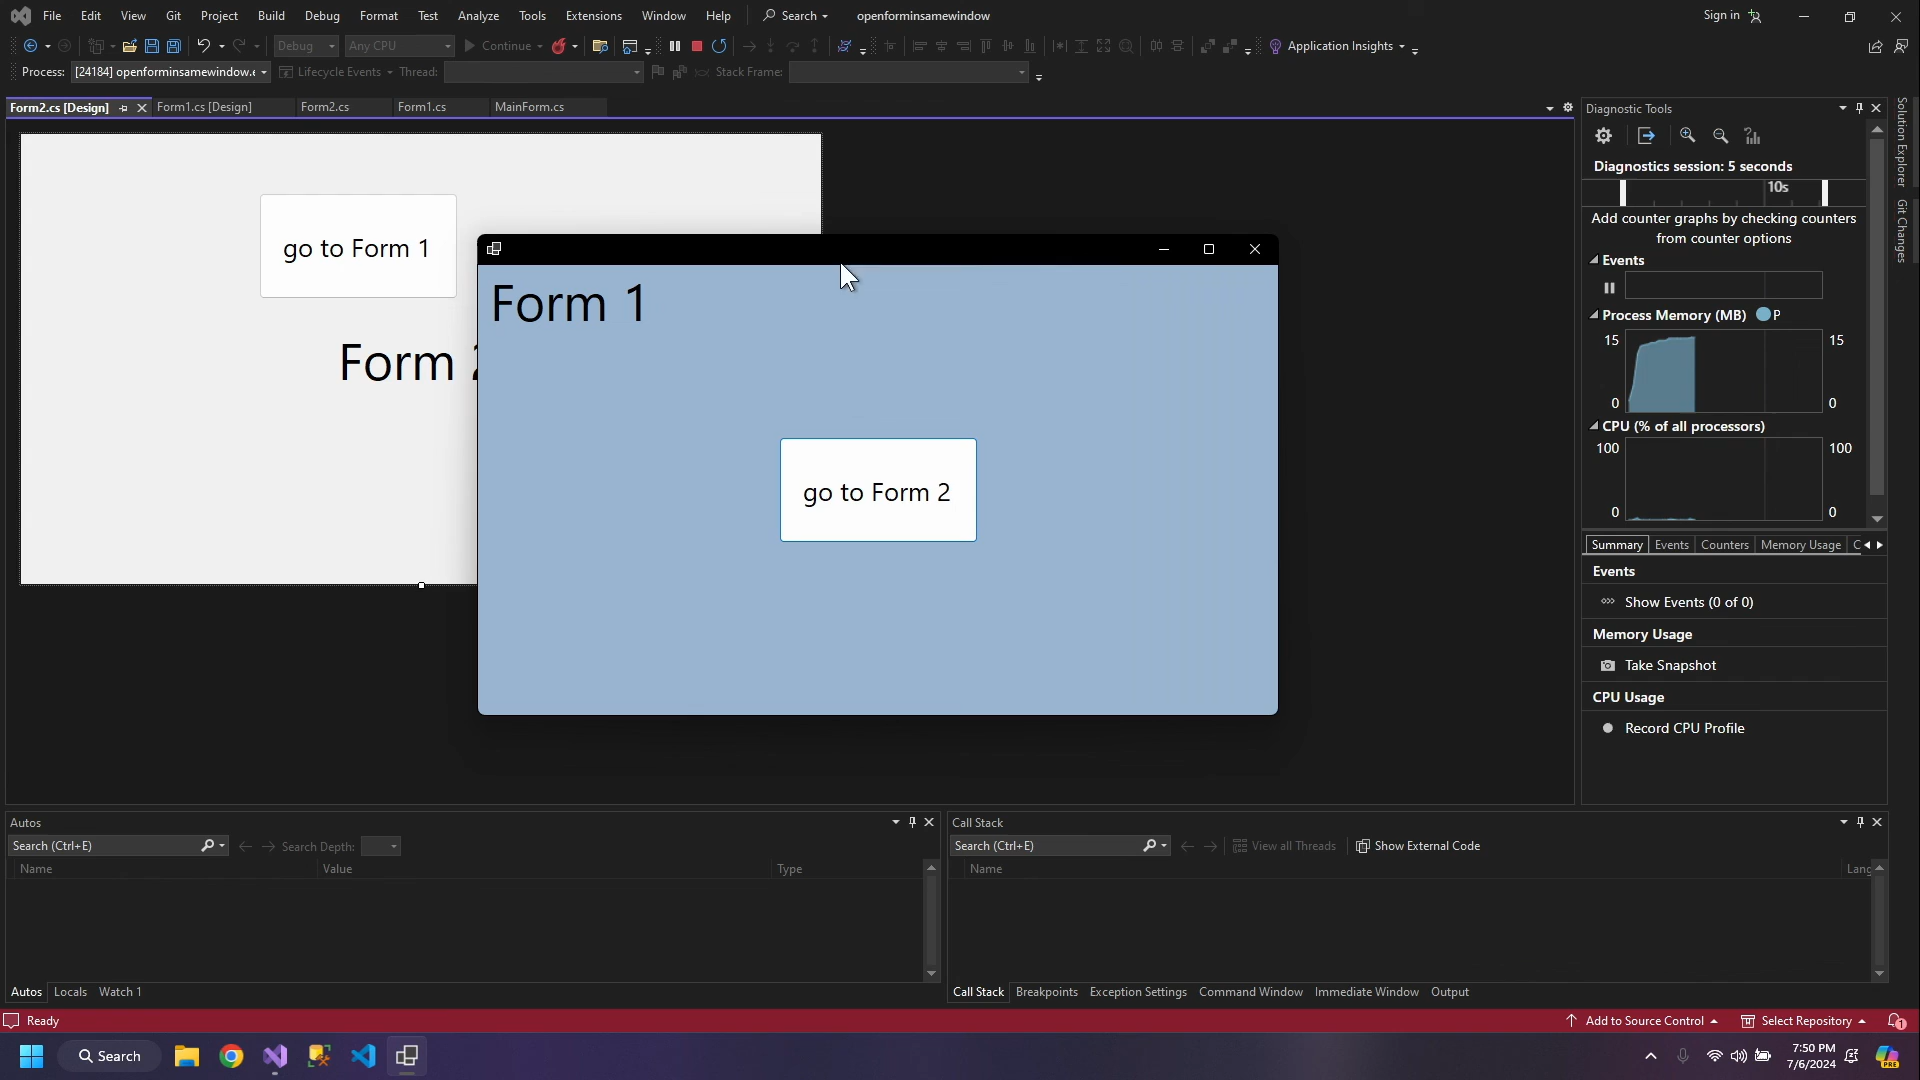 File Edit View Git Project Build Debug Format Test Analyze Tools Extensions Window Help Search openforminsamewindow Sign in
Debug Any CPU Continue Application Insights
Process: [24184] openforminsamewindow.e Lifecycle Events Thread: Stack Frame:
Form2.cs [Design] Form1.cs [Design] Form2.cs Form1.cs MainForm.cs
go to Form 1
Form
Form 1
go to Form 2
Diagnostic Tools
Diagnostics session: 5 seconds
10s
Add counter graphs by checking counters
from counter options
Events
Process Memory (MB) P
15 15
0 0
CPU (% of all processors)
100 100
0 0
Summary Events Counters Memory Usage C
Events
Show Events (0 of 0)
Memory Usage
Take Snapshot
CPU Usage
Record CPU Profile
Solution Explorer
Git Changes
Autos
Search (Ctrl+E) Search Depth:
Name Value Type
Autos Locals Watch 1
Call Stack
Search (Ctrl+E) View all Threads Show External Code
Name Lang
Call Stack Breakpoints Exception Settings Command Window Immediate Window Output
Ready Add to Source Control Select Repository 1
Search
7:50 PM
7/6/2024
PRE